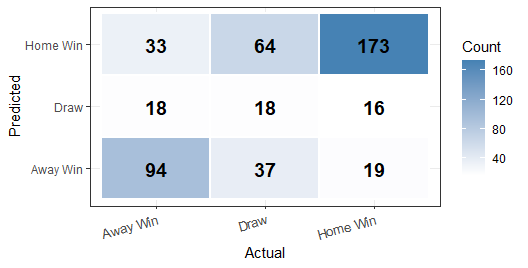 Home Win 33 64 173
Draw 18 18 16
Away Win 94 37 19
Away Win Draw Home Win
Predicted
Actual
Count
160
120
80
40